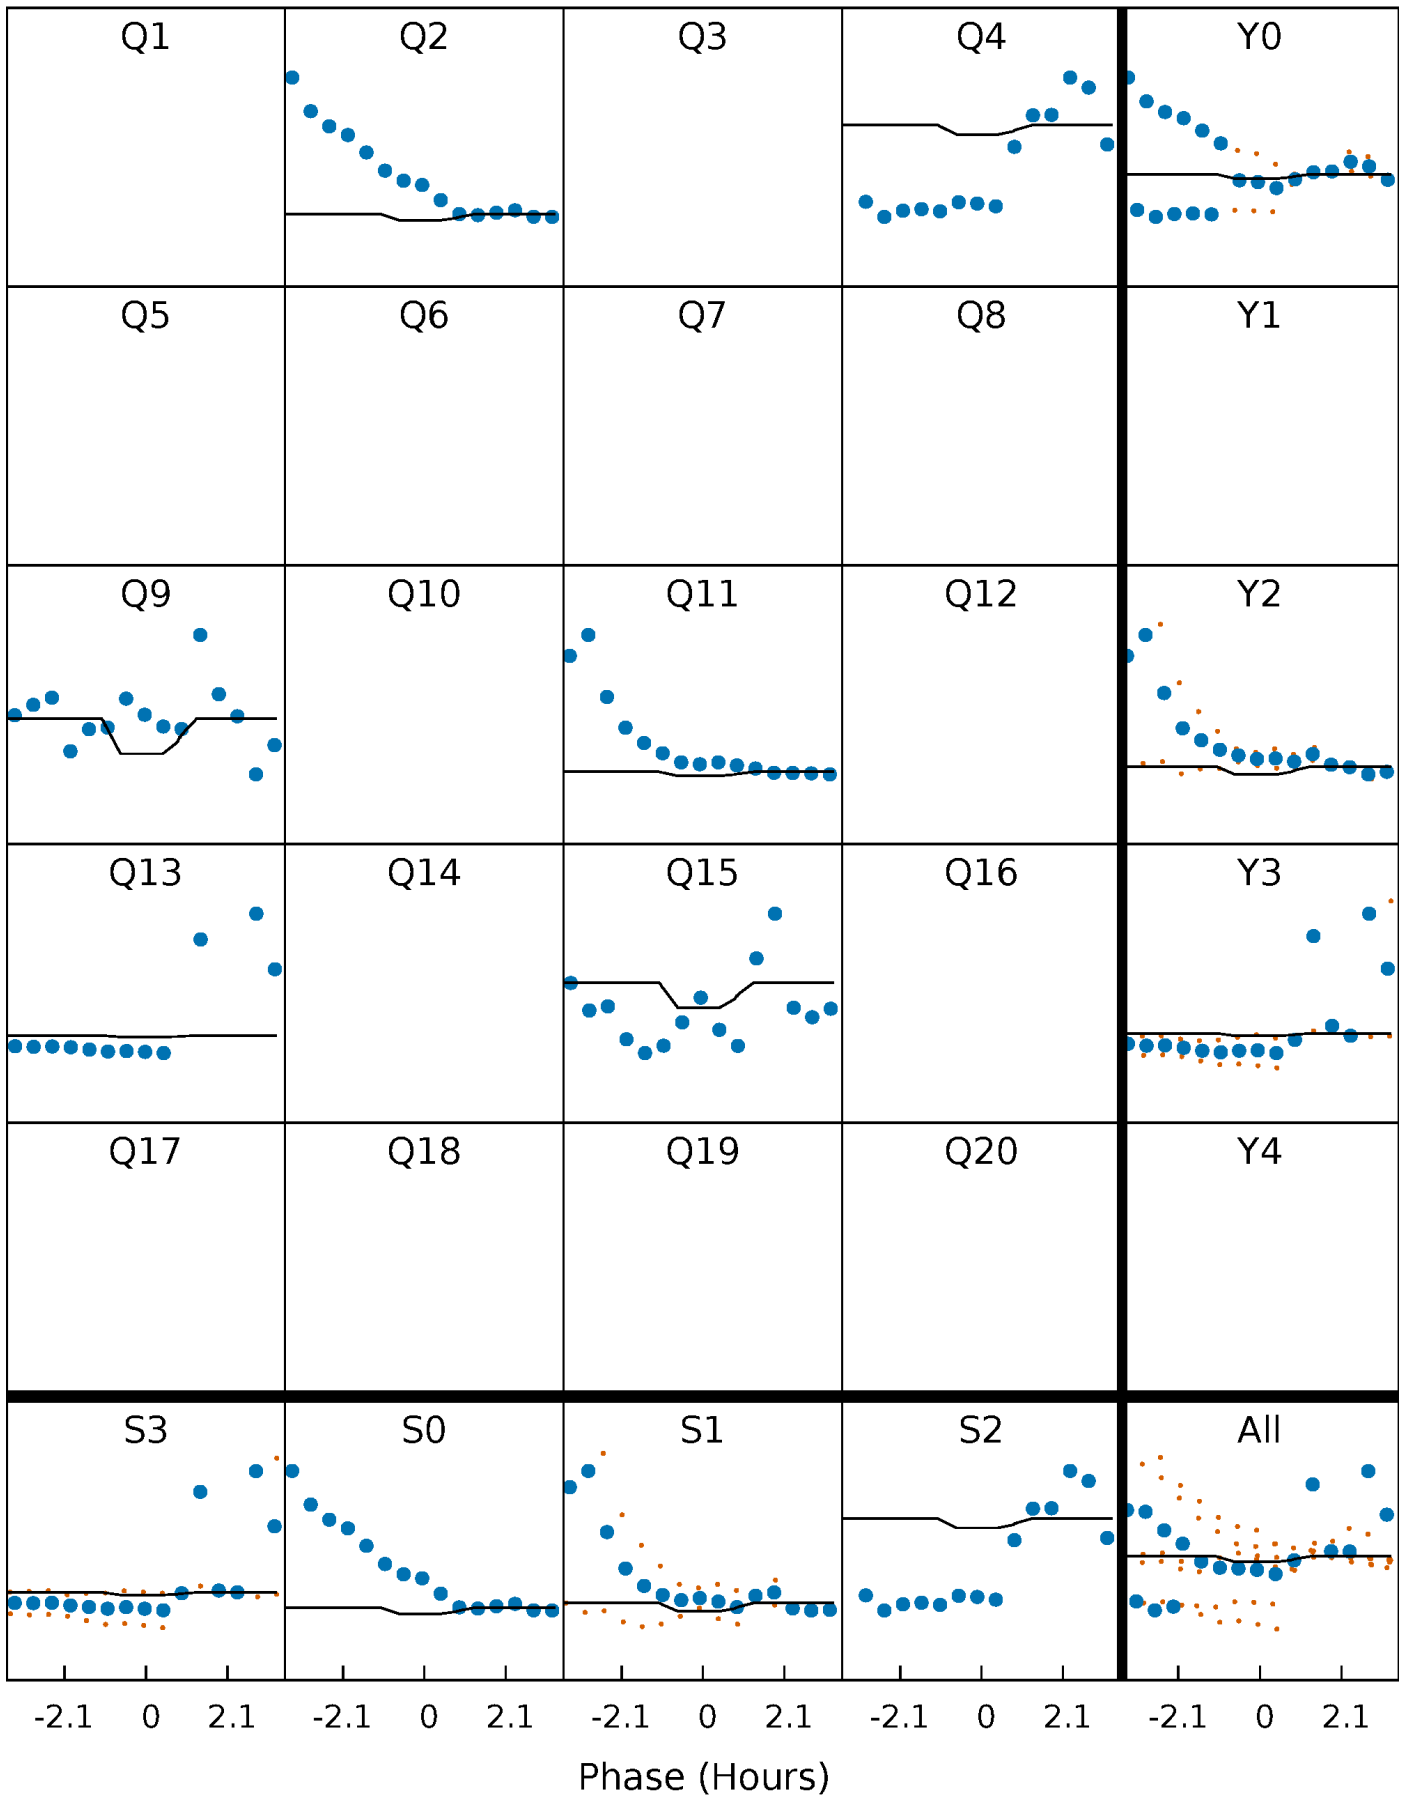 Q1 Q2 Q3 Q4 Y0
Q5 Q6 Q7 Q8 Y1
Q9 Q10 Q11 Q12 Y2
Q13 Q14 Q15 Q16 Y3
Q17 Q18 Q19 Q20 Y4
S3 S0 S1 S2 All
-2.1 0 2.1 -2.1 0 2.1 -2.1 0 2.1 -2.1 0 2.1 -2.1 0 2.1
Phase (Hours)